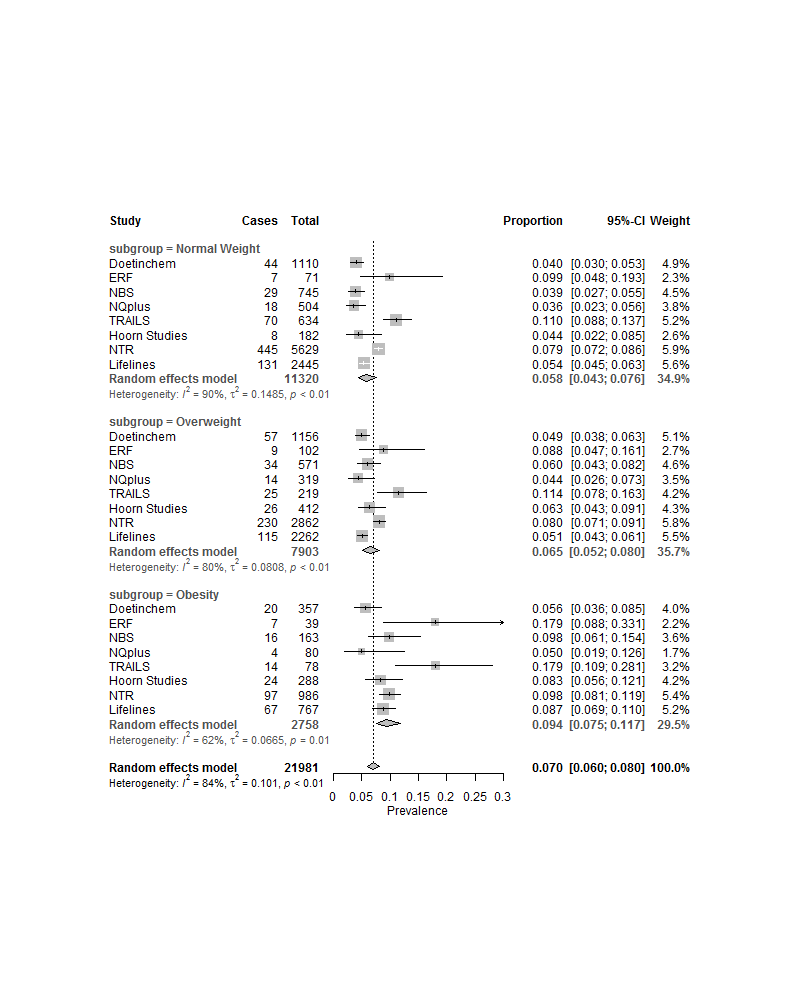 Study Cases Total Proportion 95%-CI Weight
subgroup = Normal Weight
Doetinchem 44 1110 0.040 [0.030; 0.053] 4.9%
ERF 7 71 0.099 [0.048; 0.193] 2.3%
NBS 29 745 0.039 [0.027; 0.055] 4.5%
NQplus 18 504 0.036 [0.023; 0.056] 3.8%
TRAILS 70 634 0.110 [0.088; 0.137] 5.2%
Hoorn Studies 8 182 0.044 [0.022; 0.085] 2.6%
NTR 445 5629 0.079 [0.072; 0.086] 5.9%
Lifelines 131 2445 0.054 [0.045; 0.063] 5.6%
Random effects model 11320 0.058 [0.043; 0.076] 34.9%
Heterogeneity: I² = 90%, τ² = 0.1485, p < 0.01
subgroup = Overweight
Doetinchem 57 1156 0.049 [0.038; 0.063] 5.1%
ERF 9 102 0.088 [0.047; 0.161] 2.7%
NBS 34 571 0.060 [0.043; 0.082] 4.6%
NQplus 14 319 0.044 [0.026; 0.073] 3.5%
TRAILS 25 219 0.114 [0.078; 0.163] 4.2%
Hoorn Studies 26 412 0.063 [0.043; 0.091] 4.3%
NTR 230 2862 0.080 [0.071; 0.091] 5.8%
Lifelines 115 2262 0.051 [0.043; 0.061] 5.5%
Random effects model 7903 0.065 [0.052; 0.080] 35.7%
Heterogeneity: I² = 80%, τ² = 0.0808, p < 0.01
subgroup = Obesity
Doetinchem 20 357 0.056 [0.036; 0.085] 4.0%
ERF 7 39 0.179 [0.088; 0.331] 2.2%
NBS 16 163 0.098 [0.061; 0.154] 3.6%
NQplus 4 80 0.050 [0.019; 0.126] 1.7%
TRAILS 14 78 0.179 [0.109; 0.281] 3.2%
Hoorn Studies 24 288 0.083 [0.056; 0.121] 4.2%
NTR 97 986 0.098 [0.081; 0.119] 5.4%
Lifelines 67 767 0.087 [0.069; 0.110] 5.2%
Random effects model 2758 0.094 [0.075; 0.117] 29.5%
Heterogeneity: I² = 62%, τ² = 0.0665, p = 0.01
Random effects model 21981 0.070 [0.060; 0.080] 100.0%
Heterogeneity: I² = 84%, τ² = 0.101, p < 0.01
0 0.05 0.1 0.15 0.2 0.25 0.3
Prevalence